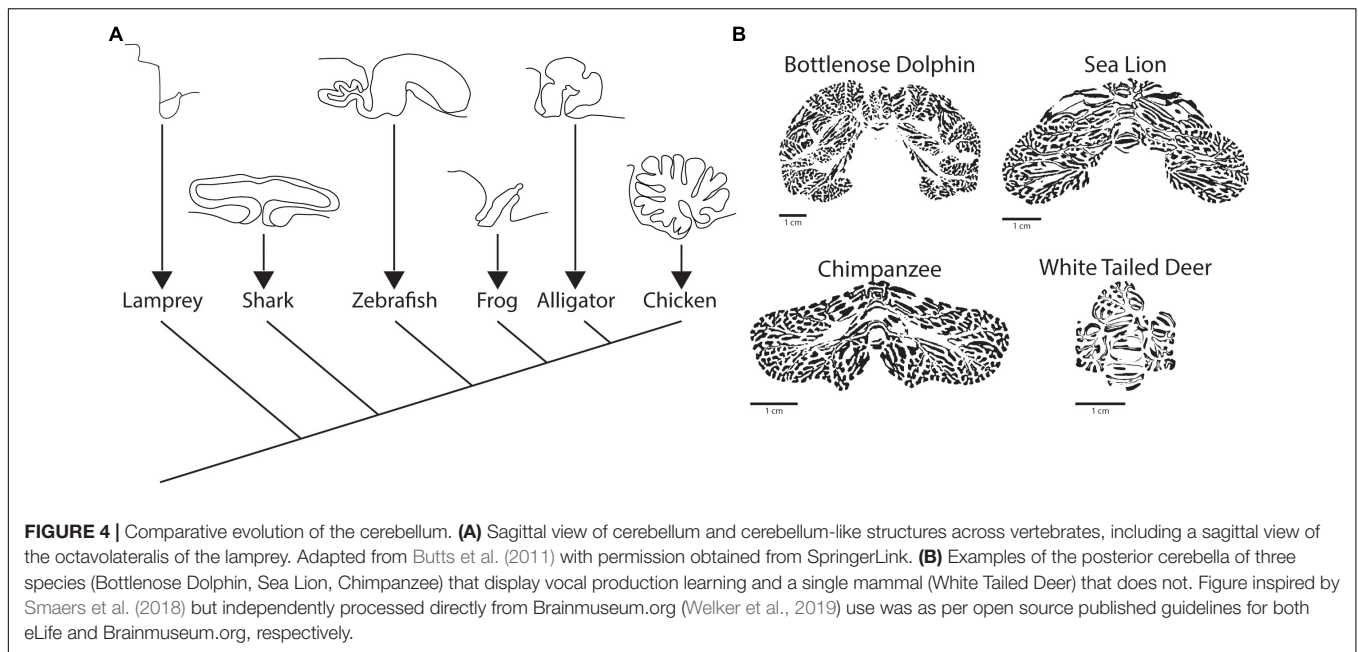 A
B
Bottlenose Dolphin
Sea Lion
1 cm
1 cm
Chimpanzee
White Tailed Deer
Lamprey
Shark
Zebrafish
Frog
Alligator
Chicken
1 cm
1 cm
FIGURE 4 | Comparative evolution of the cerebellum. (A) Sagittal view of cerebellum and cerebellum-like structures across vertebrates, including a sagittal view of
the octavolateralis of the lamprey. Adapted from Butts et al. (2011) with permission obtained from SpringerLink. (B) Examples of the posterior cerebella of three
species (Bottlenose Dolphin, Sea Lion, Chimpanzee) that display vocal production learning and a single mammal (White Tailed Deer) that does not. Figure inspired by
Smaers et al. (2018) but independently processed directly from Brainmuseum.org (Welker et al., 2019) use was as per open source published guidelines for both
eLife and Brainmuseum.org, respectively.